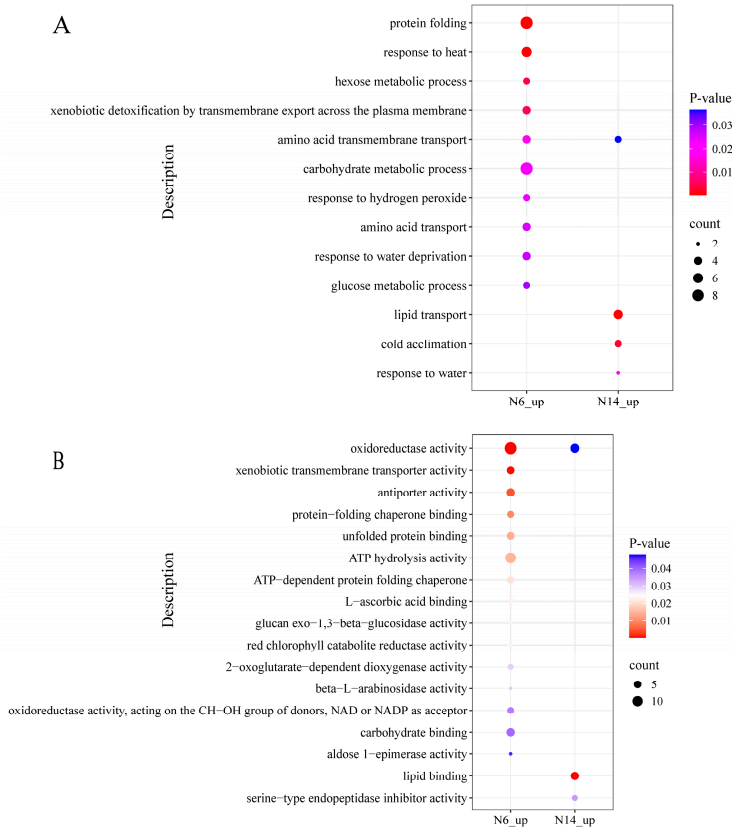 A
protein folding
response to heat
hexose metabolic process
xenobiotic detoxification by transmembrane export across the plasma membrane
amino acid transmembrane transport
carbohydrate metabolic process
response to hydrogen peroxide
amino acid transport
response to water deprivation
glucose metabolic process
lipid transport
cold acclimation
response to water
Description
N6_up
N14_up
P-value
0.03
0.02
0.01
count
2
4
6
8
B
oxidoreductase activity
xenobiotic transmembrane transporter activity
antiporter activity
protein−folding chaperone binding
unfolded protein binding
ATP hydrolysis activity
ATP−dependent protein folding chaperone
L−ascorbic acid binding
glucan exo−1,3−beta−glucosidase activity
red chlorophyll catabolite reductase activity
2−oxoglutarate−dependent dioxygenase activity
beta−L−arabinosidase activity
oxidoreductase activity, acting on the CH−OH group of donors, NAD or NADP as acceptor
carbohydrate binding
aldose 1−epimerase activity
lipid binding
serine−type endopeptidase inhibitor activity
Description
N6_up
N14_up
P-value
0.04
0.03
0.02
0.01
count
5
10